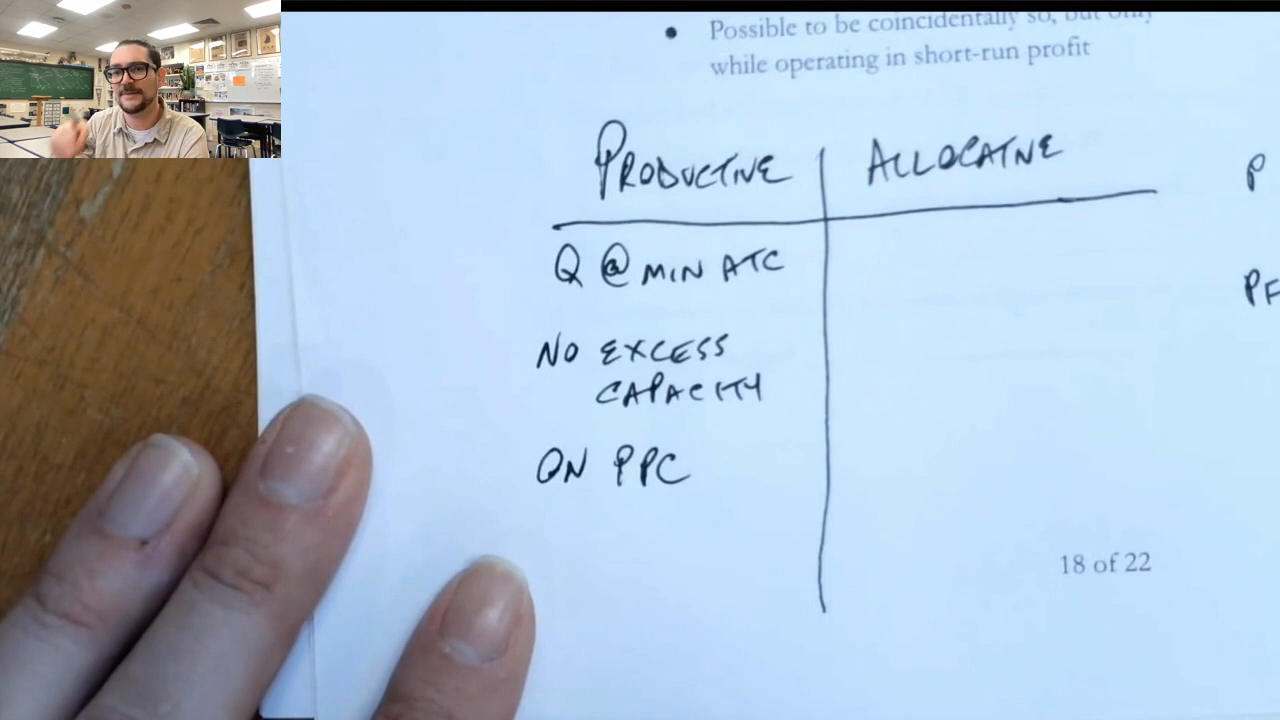 Possible to be coincidentally so, but only
while operating in short-run profit
PRODUCTIVE
ALLOCATIVE
P
Q @ MIN ATC
PF
NO EXCESS
CAPACITY
ON PPC
18 of 22